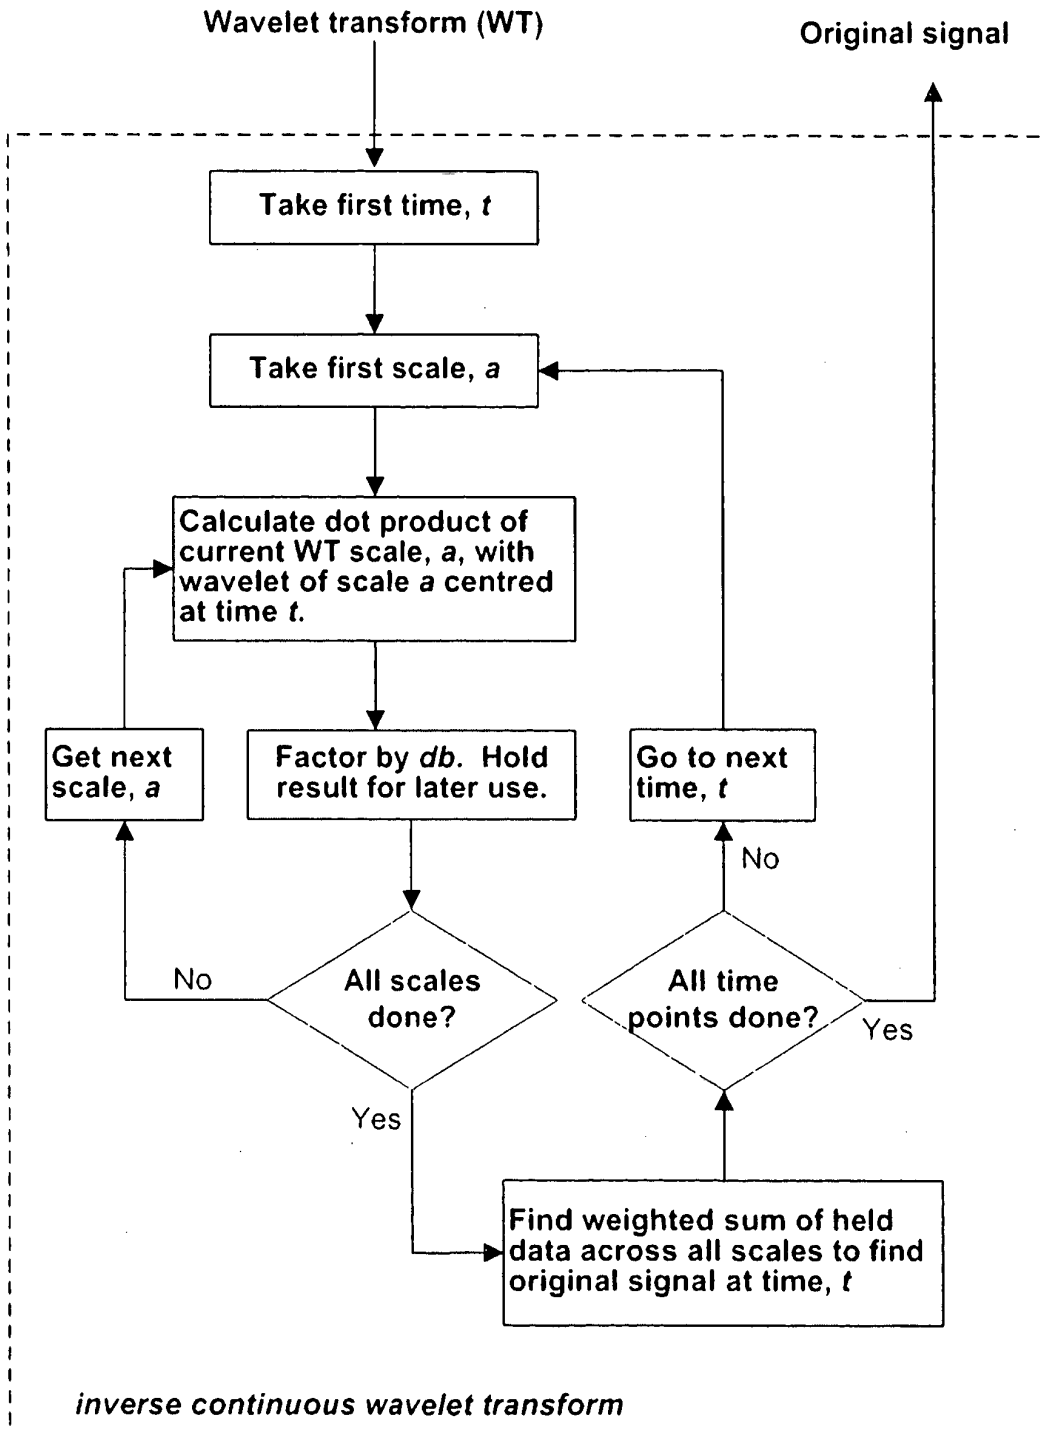 Wavelet transform (WT)
Original signal
Take first time, t
Take first scale, a
Calculate dot product of
current WT scale, a, with
wavelet of scale a centred
at time t.
Get next
scale, a
Factor by db. Hold
result for later use.
Go to next
time, t
No
No
All scales
done?
All time
points done?
Yes
Yes
Find weighted sum of held
data across all scales to find
original signal at time, t
inverse continuous wavelet transform